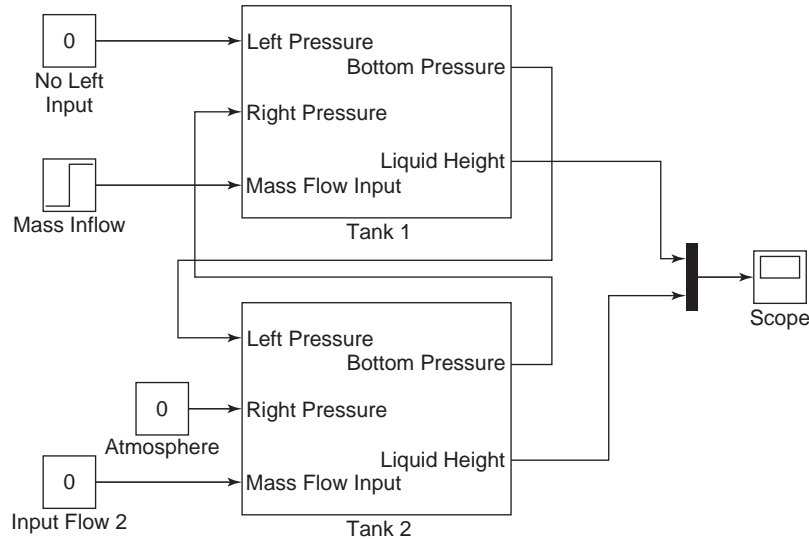 0
No Left
Input
Left Pressure
Bottom Pressure
Right Pressure
Liquid Height
Mass Flow Input
Mass Inflow
Tank 1
Scope
Left Pressure
Bottom Pressure
0
Right Pressure
Atmosphere
Liquid Height
0
Mass Flow Input
Input Flow 2
Tank 2